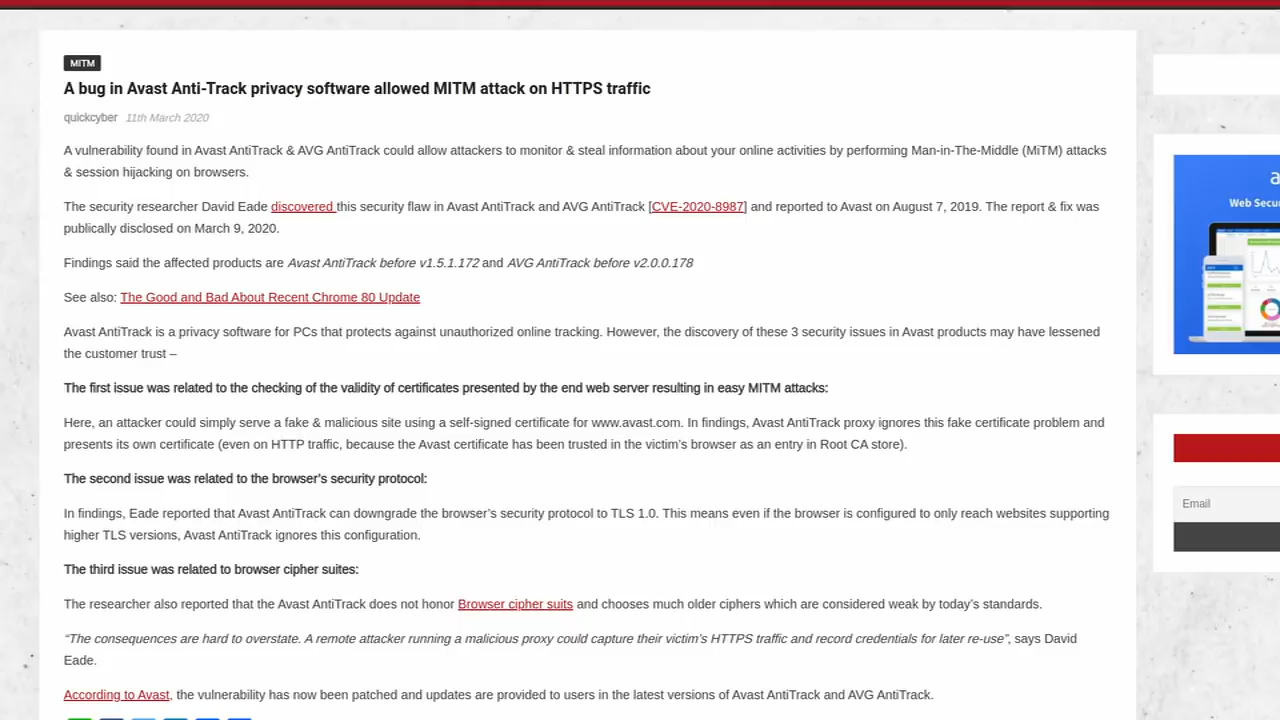 MITM
A bug in Avast Anti-Track privacy software allowed MITM attack on HTTPS traffic
quickcyber 11th March 2020
A vulnerability found in Avast AntiTrack & AVG AntiTrack could allow attackers to monitor & steal information about your online activities by performing Man-in-The-Middle (MiTM) attacks
& session hijacking on browsers.
The security researcher David Eade discovered this security flaw in Avast AntiTrack and AVG AntiTrack [CVE-2020-8987] and reported to Avast on August 7, 2019. The report & fix was
publically disclosed on March 9, 2020.
Findings said the affected products are Avast AntiTrack before v1.5.1.172 and AVG AntiTrack before v2.0.0.178
See also: The Good and Bad About Recent Chrome 80 Update
Avast AntiTrack is a privacy software for PCs that protects against unauthorized online tracking. However, the discovery of these 3 security issues in Avast products may have lessened
the customer trust –
The first issue was related to the checking of the validity of certificates presented by the end web server resulting in easy MITM attacks:
Here, an attacker could simply serve a fake & malicious site using a self-signed certificate for www.avast.com. In findings, Avast AntiTrack proxy ignores this fake certificate problem and
presents its own certificate (even on HTTP traffic, because the Avast certificate has been trusted in the victim's browser as an entry in Root CA store).
The second issue was related to the browser's security protocol:
In findings, Eade reported that Avast AntiTrack can downgrade the browser's scurity protocol to TLS 1.0. This means even if the browser is configured to only reach websites supporting
higher TLS versions, Avast AntiTrack ignores this configuration.
The third issue was related to browser cipher suites:
The researcher also reported that the Avast AntiTrack does not honor Browser cipher suits and chooses much older ciphers which are considered weak by today's standards.
“The consequences are hard to overstate. A remote attacker running a malicious proxy could capture their victim's HTTPS traffic and record credentials for later re-use”, says David
Eade.
According to Avast, the vulnerability has now been patched and updates are provided to users in the latest versions of Avast AntiTrack and AVG AntiTrack.
Web Secu
Email